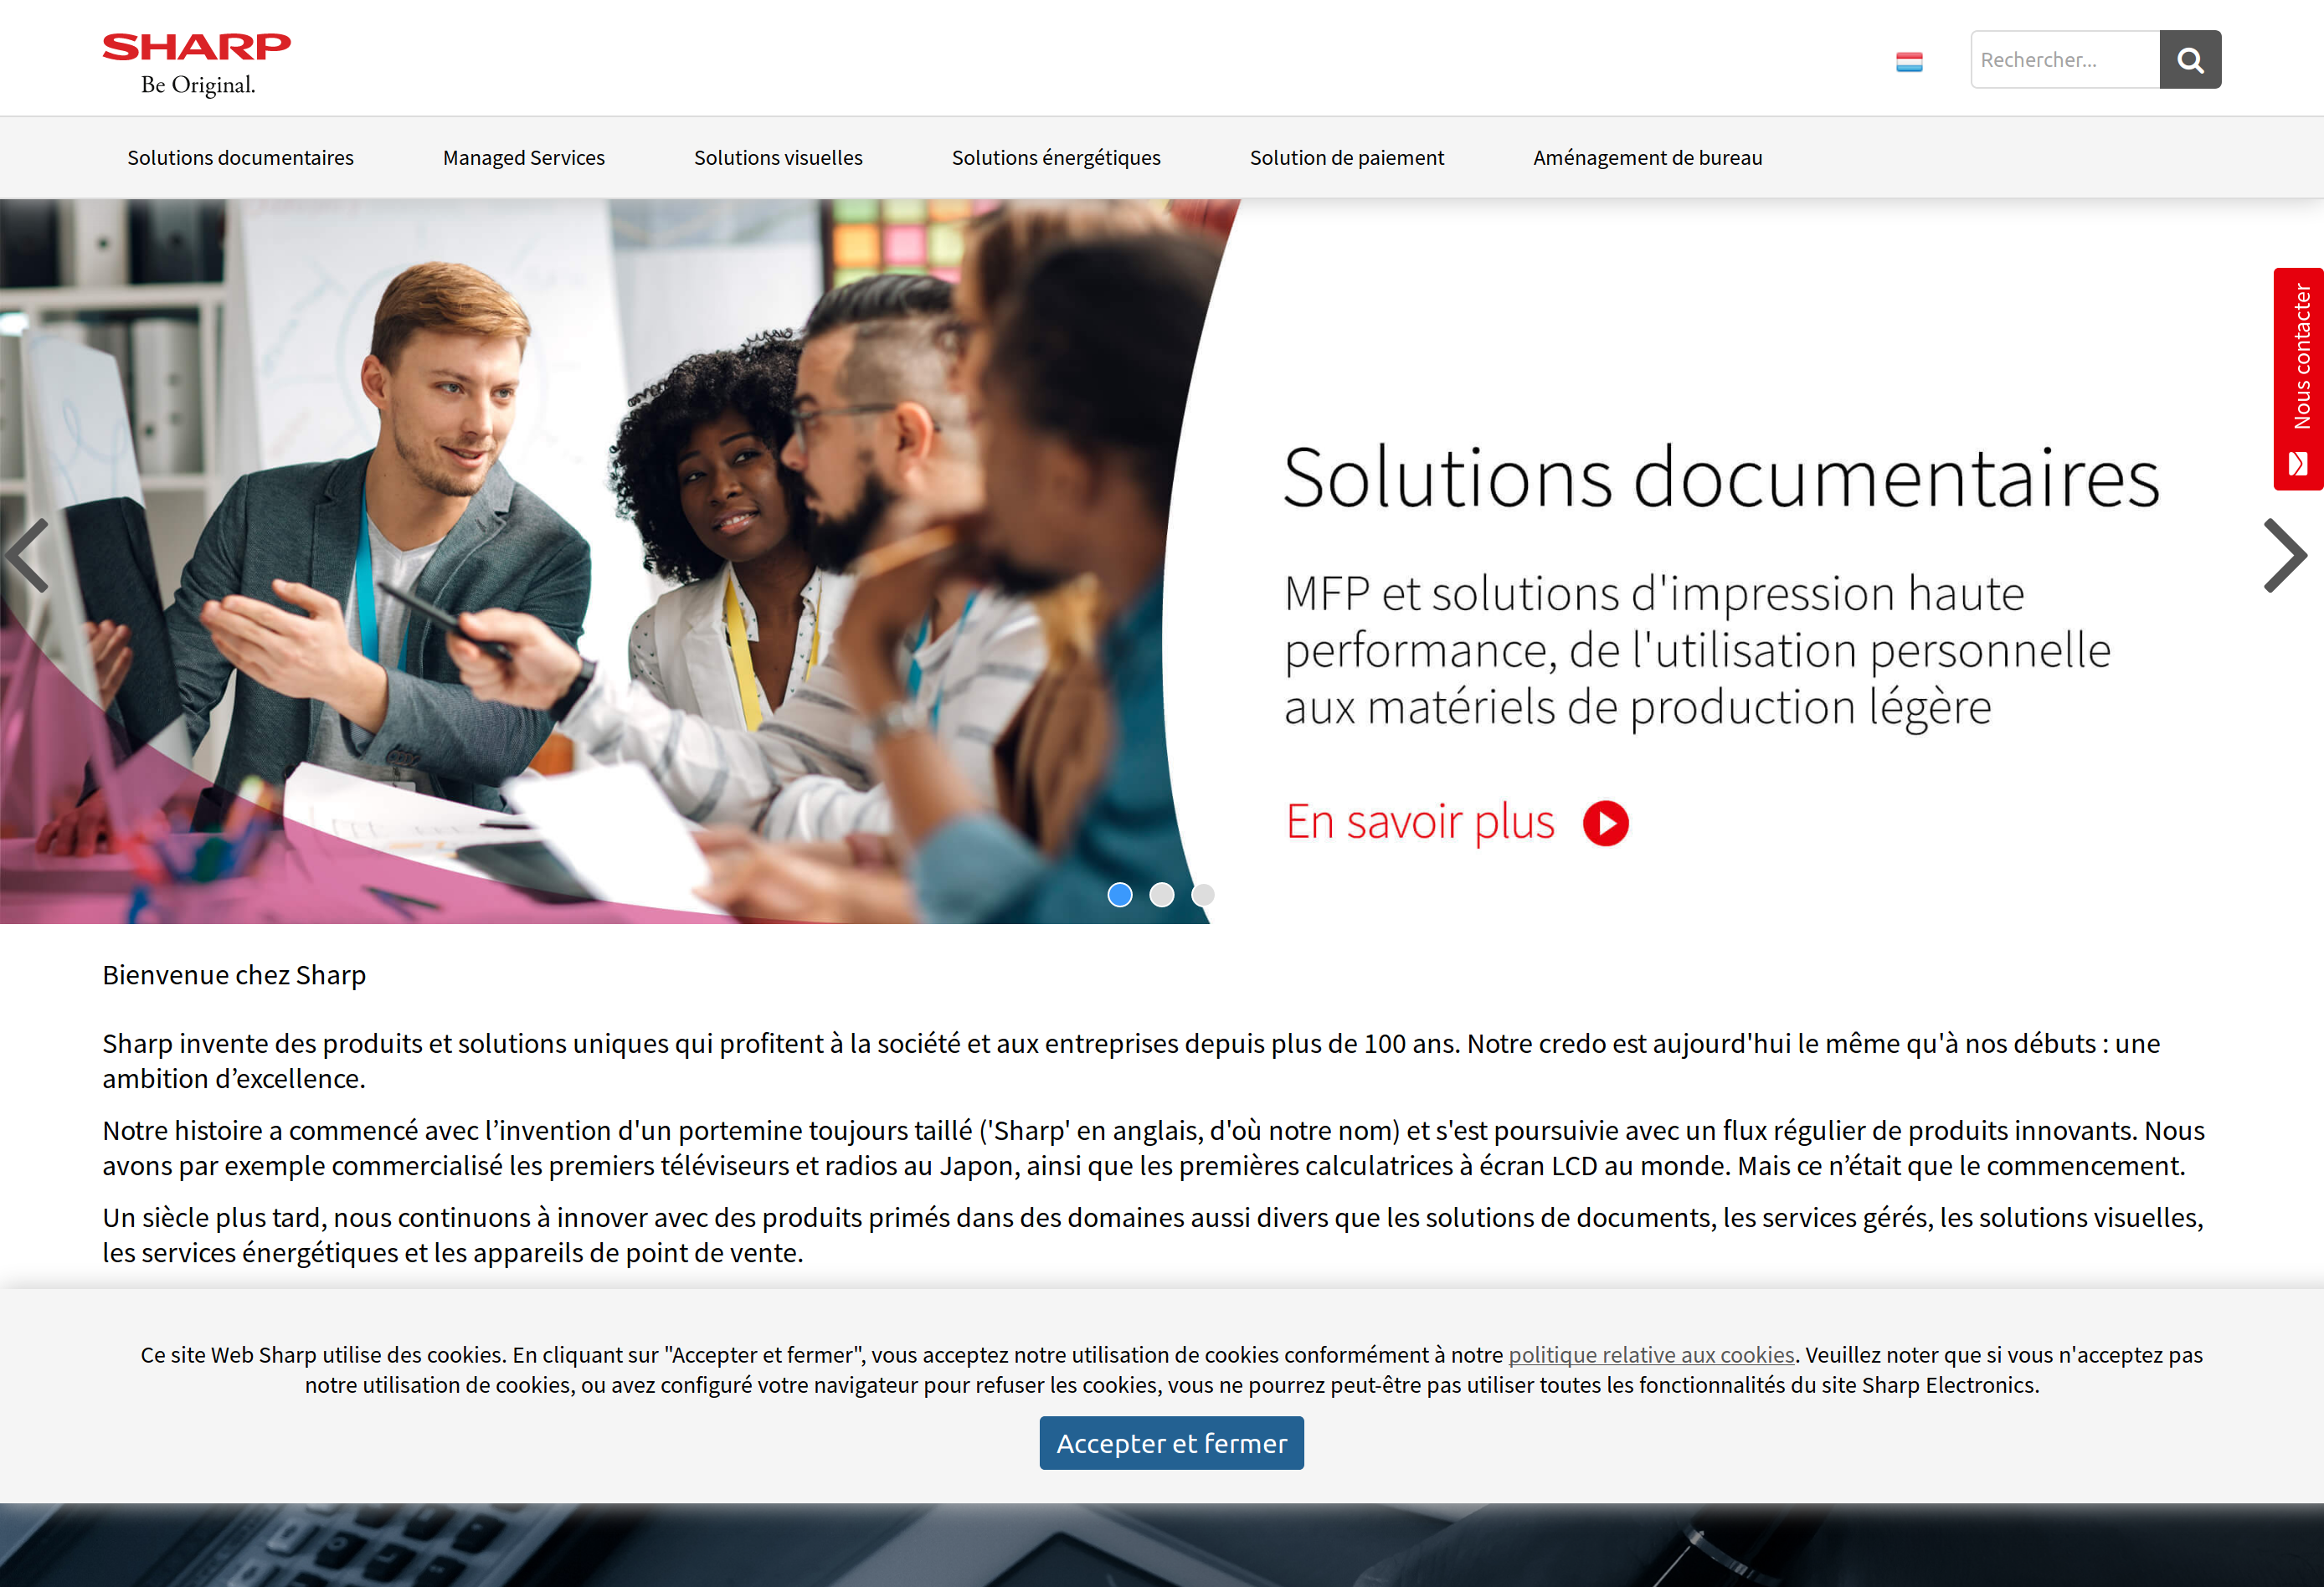 SHARP
Be Original.
Rechercher...
Solutions documentaires
Managed Services
Solutions visuelles
Solutions énergétiques
Solution de paiement
Aménagement de bureau
Nous contacter
Solutions documentaires
MFP et solutions d'impression haute
performance, de l'utilisation personnelle
aux matériels de production légère
En savoir plus
Bienvenue chez Sharp
Sharp invente des produits et solutions uniques qui profitent à la société et aux entreprises depuis plus de 100 ans. Notre credo est aujourd'hui le même qu'à nos débuts : une
ambition d’excellence.
Notre histoire a commencé avec l’invention d'un portemine toujours taillé ('Sharp' en anglais, d'où notre nom) et s'est poursuivie avec un flux régulier de produits innovants. Nous
avons par exemple commercialisé les premiers téléviseurs et radios au Japon, ainsi que les premières calculatrices à écran LCD au monde. Mais ce n’était que le commencement.
Un siècle plus tard, nous continuons à innover avec des produits primés dans des domaines aussi divers que les solutions de documents, les services gérés, les solutions visuelles,
les services énergétiques et les appareils de point de vente.
Ce site Web Sharp utilise des cookies. En cliquant sur "Accepter et fermer", vous acceptez notre utilisation de cookies conformément à notre politique relative aux cookies. Veuillez noter que si vous n'acceptez pas
notre utilisation de cookies, ou avez configuré votre navigateur pour refuser les cookies, vous ne pourrez peut-être pas utiliser toutes les fonctionnalités du site Sharp Electronics.
Accepter et fermer